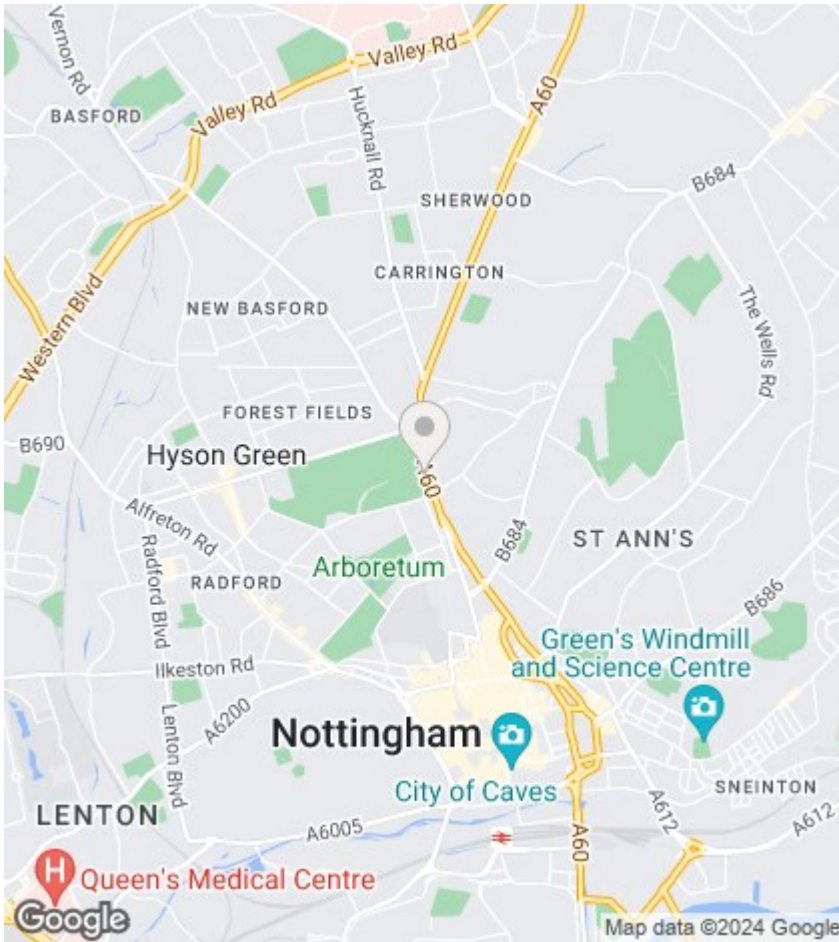 Vernon Rd
Valley Rd
BASFORD
A60
Hucknall Rd
Valley Rd
B684
SHERWOOD
CARRINGTON
The Wells Rd
NEW BASFORD
Western Blvd
FOREST FIELDS
B690
Hyson Green
A60
Alfreton Rd
B684
ST ANN'S
Arboretum
Radford Blvd
RADFORD
B686
Green's Windmill
and Science Centre
Ilkeston Rd
A6200
Lenton Blvd
Nottingham
City of Caves
SNEINTON
LENTON
A6005
A60
A612
A612
H
Queen's Medical Centre
Google
Map data ©2024 Google